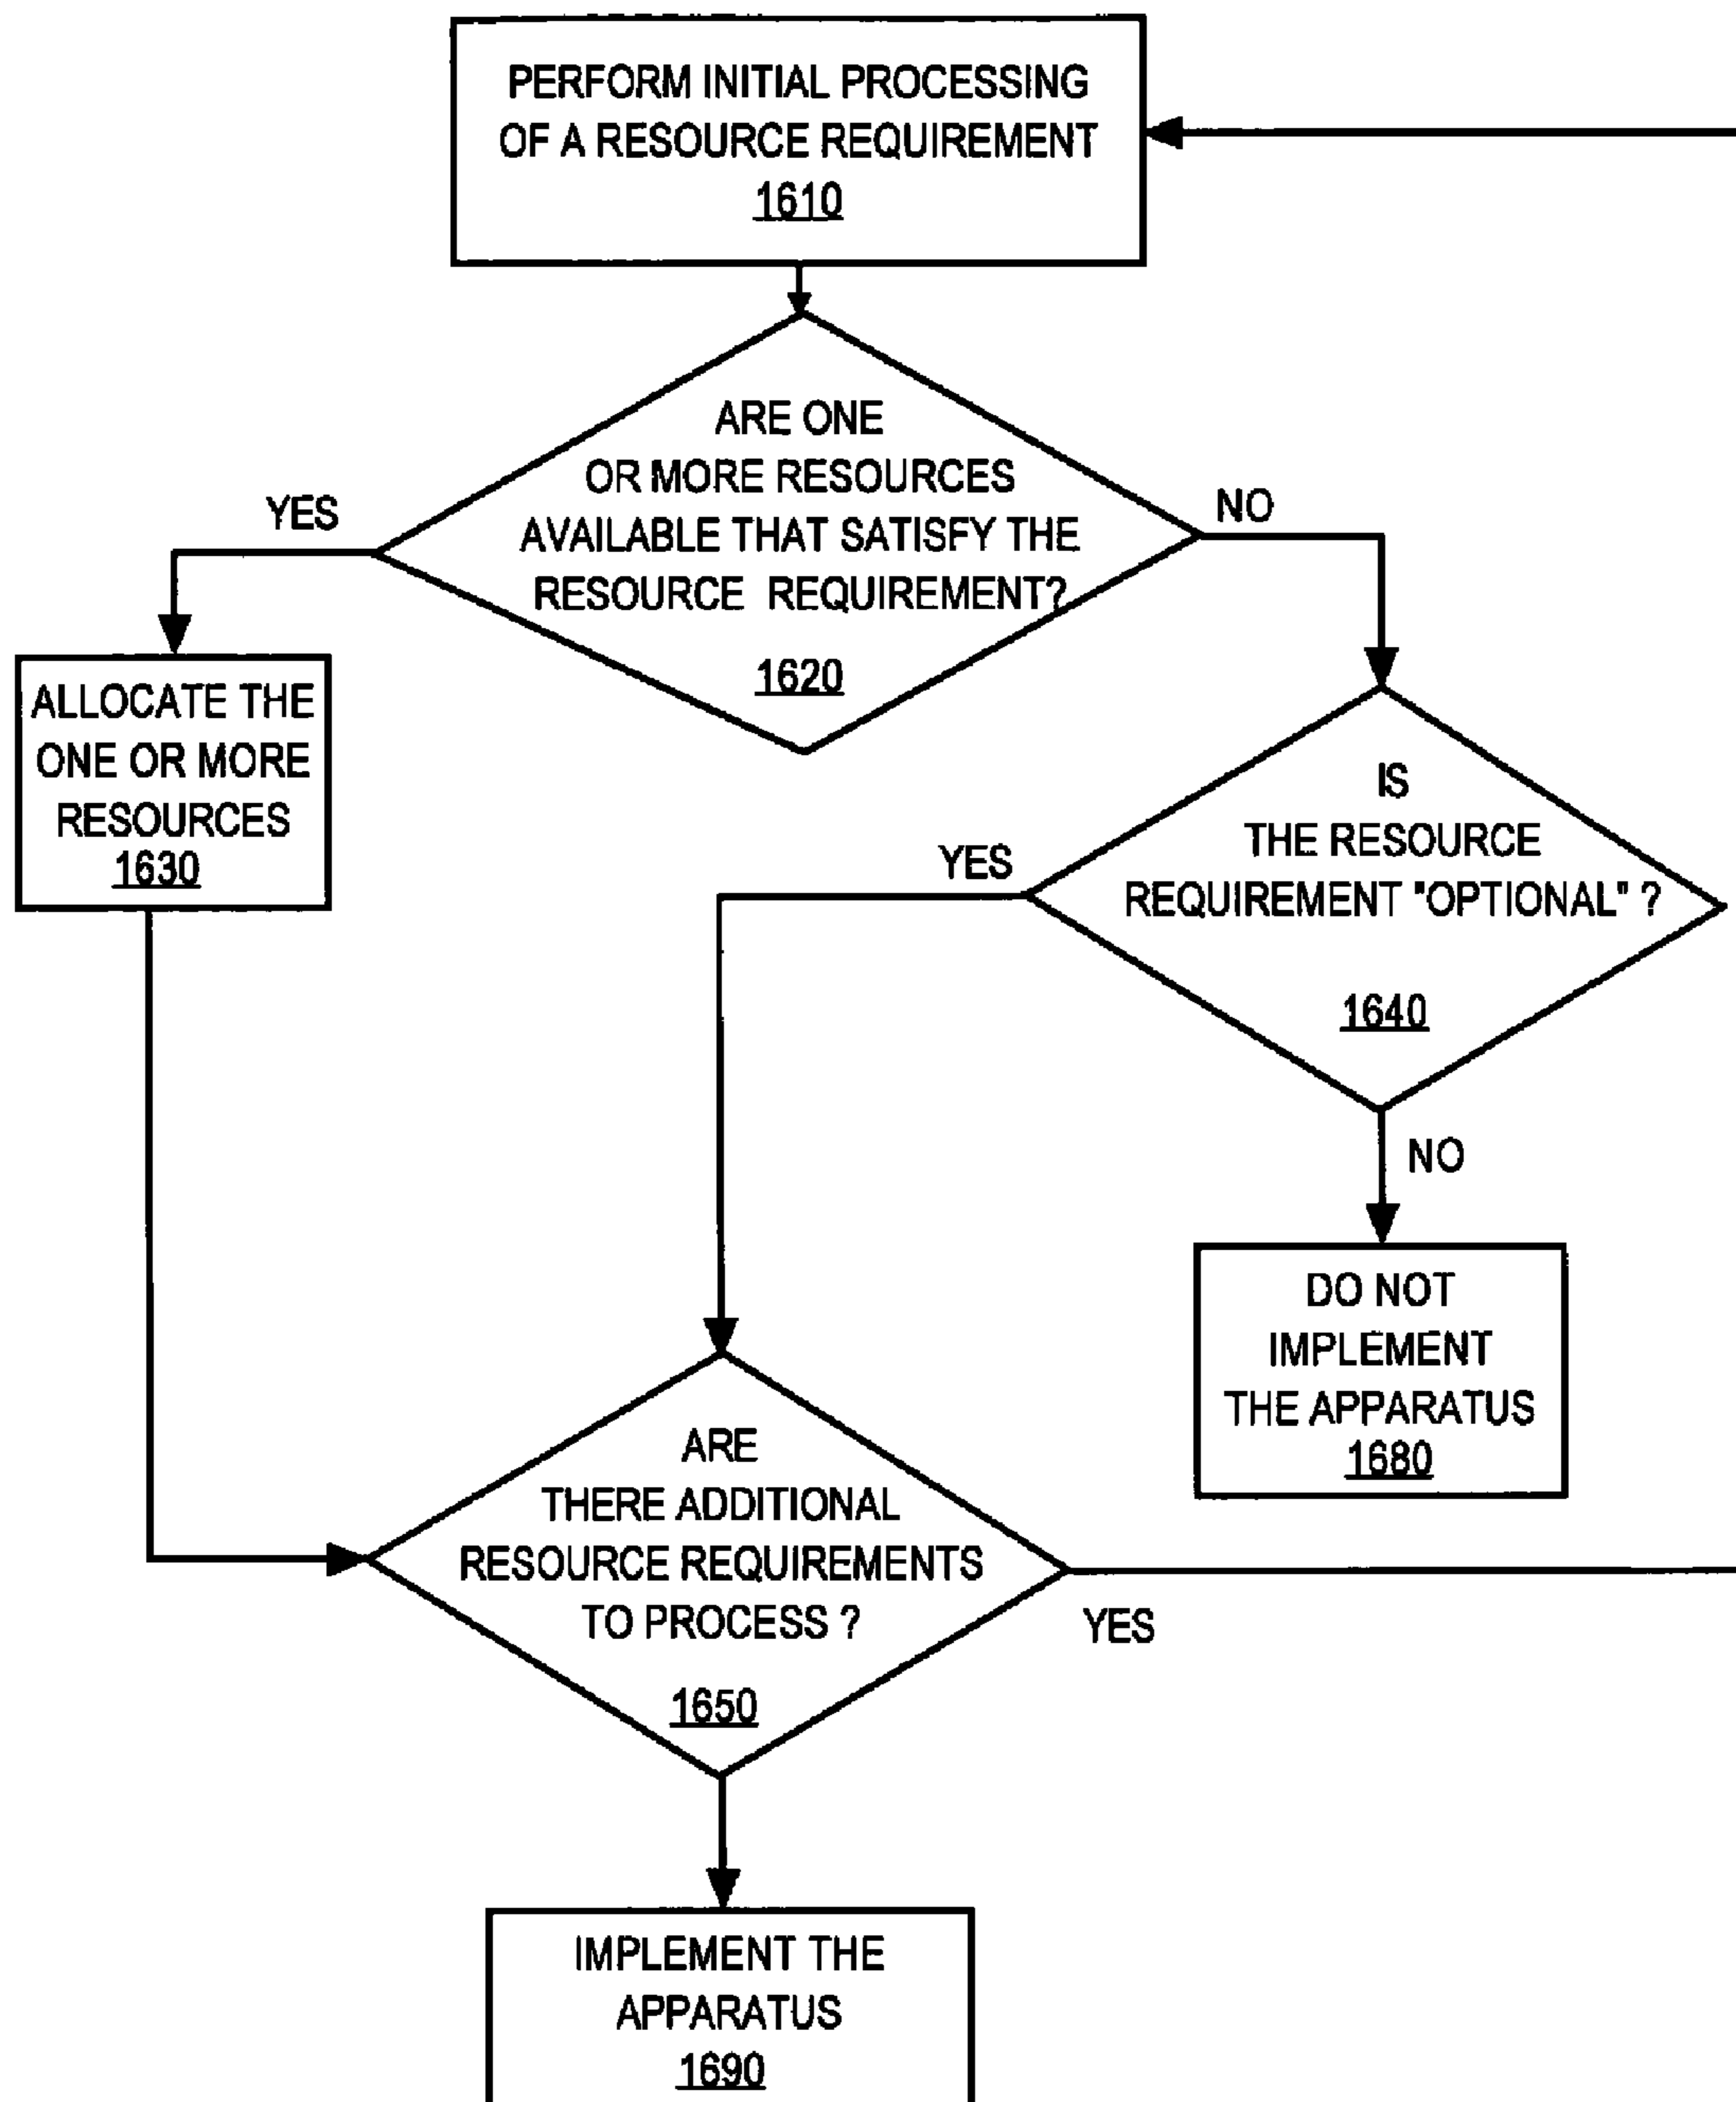 PERFORM INITIAL PROCESSING
OF A RESOURCE REQUIREMENT
1610
ARE ONE
OR MORE RESOURCES
AVAILABLE THAT SATISFY THE
RESOURCE REQUIREMENT?
1620
YES
NO
ALLOCATE THE
ONE OR MORE
RESOURCES
1630
IS
THE RESOURCE
REQUIREMENT "OPTIONAL" ?
1640
YES
NO
DO NOT
IMPLEMENT
THE APPARATUS
1680
ARE
THERE ADDITIONAL
RESOURCE REQUIREMENTS
TO PROCESS ?
1650
YES
IMPLEMENT THE
APPARATUS
1690